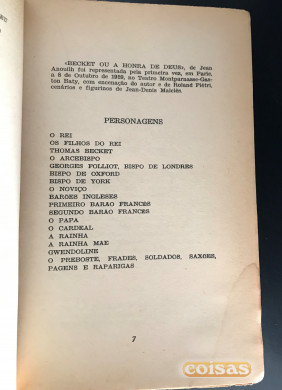 «BECKET OU A HONRA DE DEUS», de Jean
Anouilh foi representada pela primeira vez, em Paris,
a 8 de Outubro de 1959, no Teatro Montparnasse-Gas-
ton Baty, com encenação do autor e de Roland Piétri,
cenários e figurinos de Jean-Denis Malclès.
PERSONAGENS
O REI
OS FILHOS DO REI
THOMAS BECKET
O ARCEBISPO
GEORGES FOLLIOT, BISPO DE LONDRES
BISPO DE OXFORD
BISPO DE YORK
O NOVIÇO
BARÕES INGLESES
PRIMEIRO BARÃO FRANCÊS
SEGUNDO BARÃO FRANCÊS
O PAPA
O CARDEAL
A RAINHA
A RAINHA MÃE
GWENDOLINE
O PREBOSTE, FRADES, SOLDADOS, SAXÕES,
PAGENS E RAPARIGAS
7
coisas